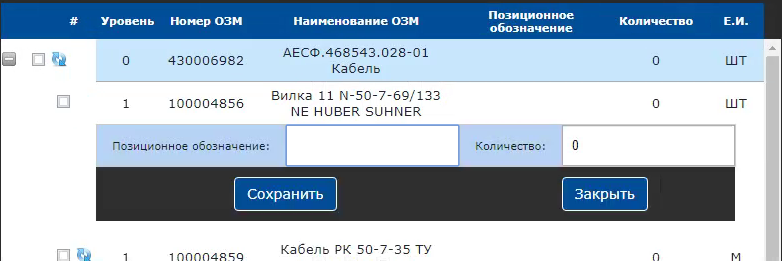 # Уровень Номер ОЗМ Наименование ОЗМ Позиционное обозначение Количество Е.И.
0 430006982 АЕСФ.468543.028-01 Кабель 0 ШТ
1 100004856 Вилка 11 N-50-7-69/133 NE HUBER SUHNER 0 ШТ
Позиционное обозначение: Количество: 0
Сохранить Закрыть
1 100004859 Кабель РК 50-7-35 ТУ 0 М